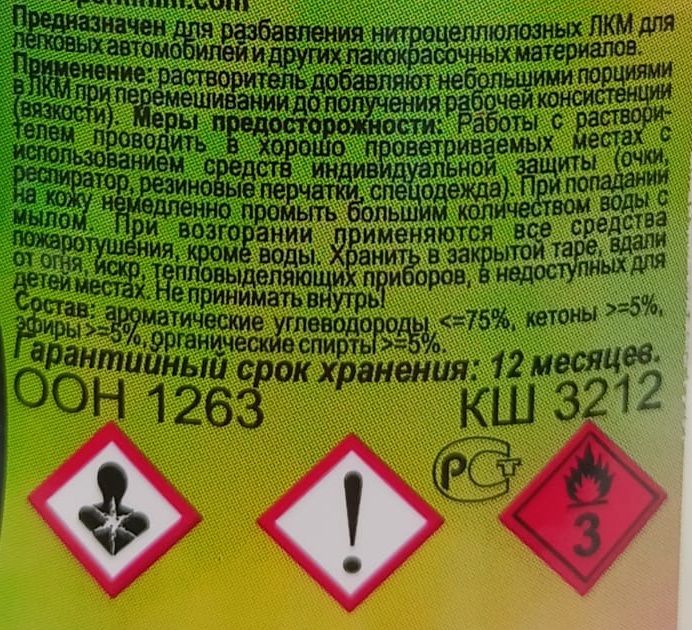 Предназначен для разбавления нитроцеллюлозных ЛКМ для
легковых автомобилей и других лакокрасочных материалов.
Применение: растворитель добавляют небольшими порциями
в ЛКМ при перемешивании до получения рабочей консистенции
(вязкости). Меры предосторожности: Работы с раствори-
телем проводить в хорошо проветриваемых местах с
использованием средств индивидуальной защиты (очки,
респиратор, резиновые перчатки, спецодежда). При попадании
на кожу немедленно промыть большим количеством воды с
мылом. При возгорании применяются все средства
пожаротушения, кроме воды. Хранить в закрытой таре, вдали
от огня, искр, тепловыделяющих приборов, в недоступных для
детей местах. Не принимать внутрь!
Состав: ароматические углеводороды <=75%, кетоны >=5%,
эфиры >=5%, органические спирты >=5%.
Гарантийный срок хранения: 12 месяцев.
ООН 1263 КШ 3212
РСТ
3